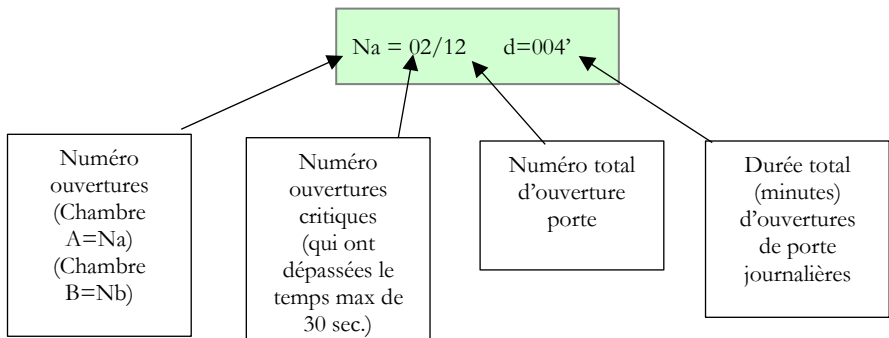 Na = 02/12 d=004’
Numéro
ouvertures
(Chambre
A=Na)
(Chambre
B=Nb)
Numéro
ouvertures
critiques
(qui ont
dépassées le
temps max de
30 sec.)
Numéro total
d’ouverture
porte
Durée total
(minutes)
d’ouvertures
de porte
journalières